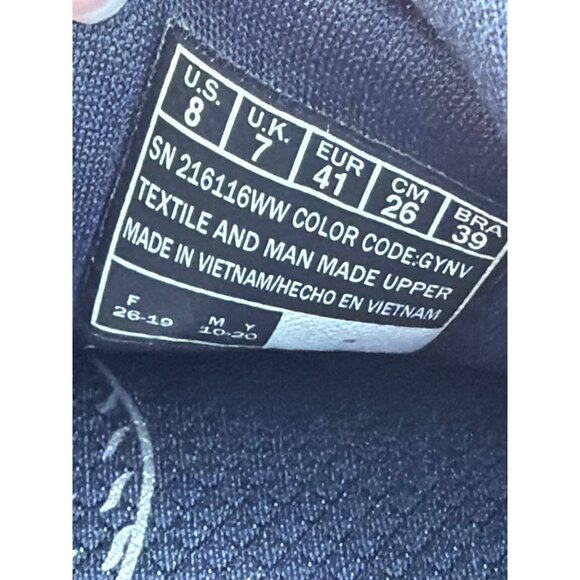 U.S. U.K. EUR CM BRA
8 7 41 26 39
SN 216116WW COLOR CODE:GYNV
TEXTILE AND MAN MADE UPPER
MADE IN VIETNAM/HECHO EN VIETNAM
F M Y
26-19 10-20